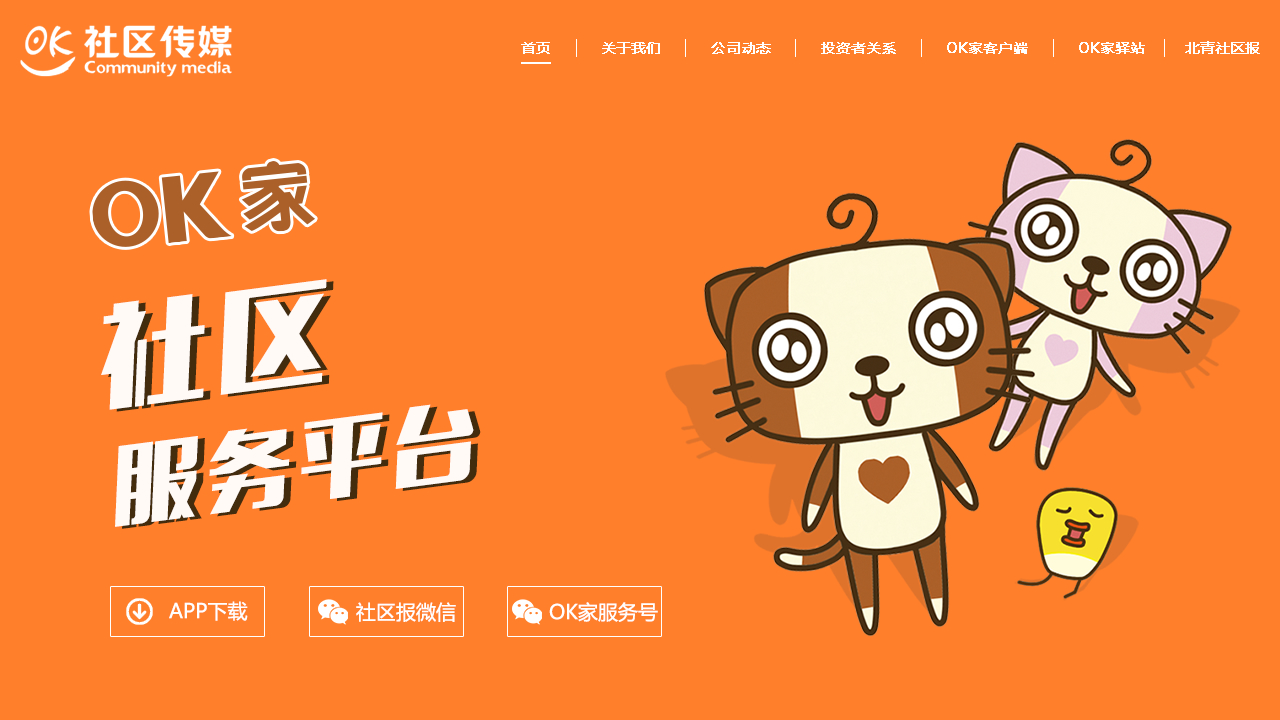 OK 社区传媒
Community media
首页
关于我们
公司动态
投资者关系
OK家客户端
OK家驿站
北青社区报
OK家
社区
服务平台
APP下载
社区报微信
OK家服务号